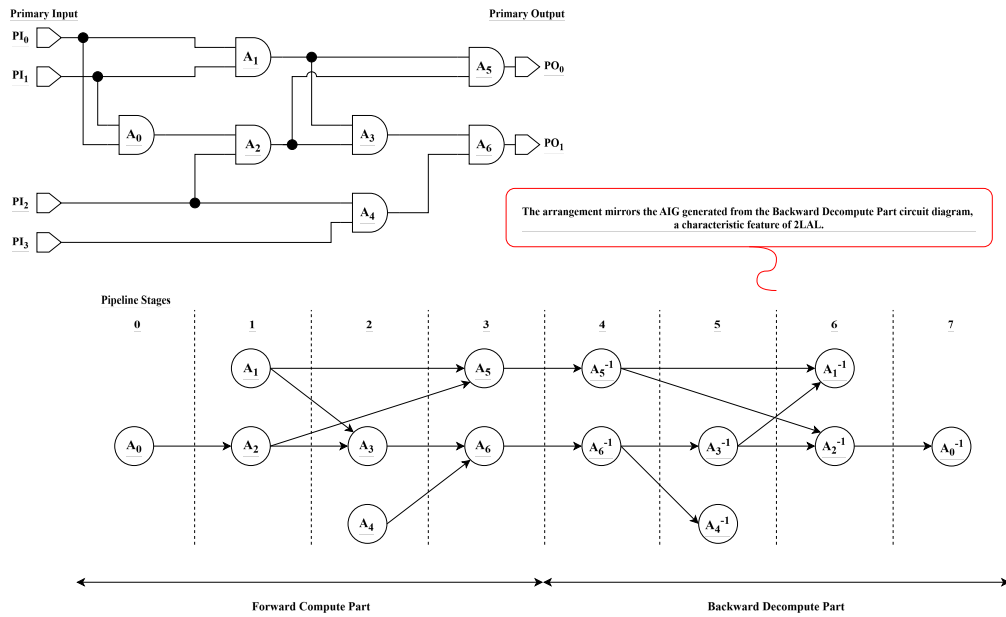 Primary Input
Primary Output
PI0
A1
A5
PO0
PI1
A0
A2
A3
A6
PO1
PI2
A4
PI3
The arrangement mirrors the AIG generated from the Backward Decompute Part circuit diagram,
a characteristic feature of 2LAL.
Pipeline Stages
0 1 2 3 4 5 6 7
A1 A5 A5-1 A1-1
A0 A2 A3 A6 A6-1 A3-1 A2-1 A0-1
A4 A4-1
Forward Compute Part
Backward Decompute Part